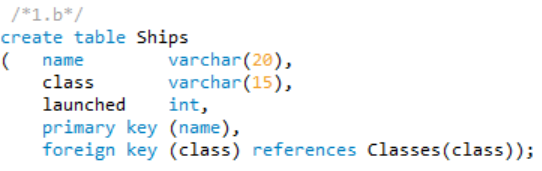 /*1.b*/
create table Ships
(   name        varchar(20),
    class       varchar(15),
    launched    int,
    primary key (name),
    foreign key (class) references Classes(class));